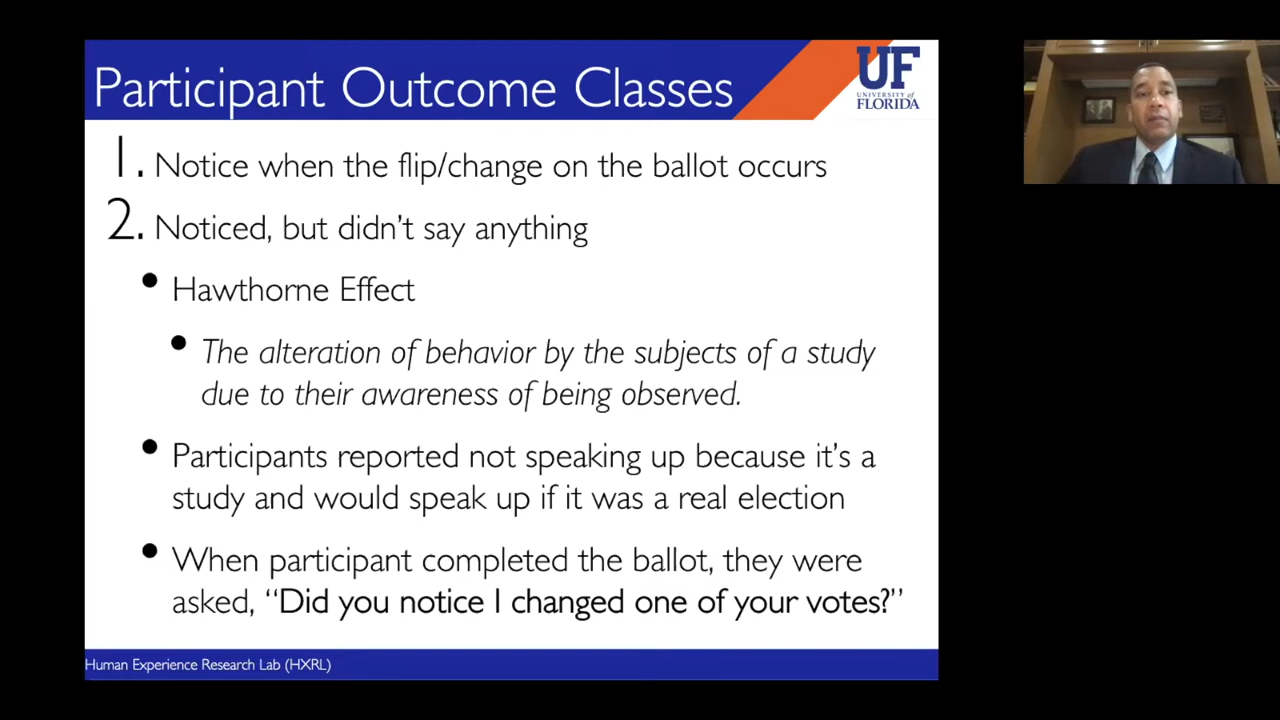 Participant Outcome Classes
UF
UNIVERSITY of
FLORIDA
1. Notice when the flip/change on the ballot occurs
2. Noticed, but didn't say anything
• Hawthorne Effect
• The alteration of behavior by the subjects of a study
due to their awareness of being observed.
• Participants reported not speaking up because it's a
study and would speak up if it was a real election
• When participant completed the ballot, they were
asked, “Did you notice I changed one of your votes?”
Human Experience Research Lab (HXRL)